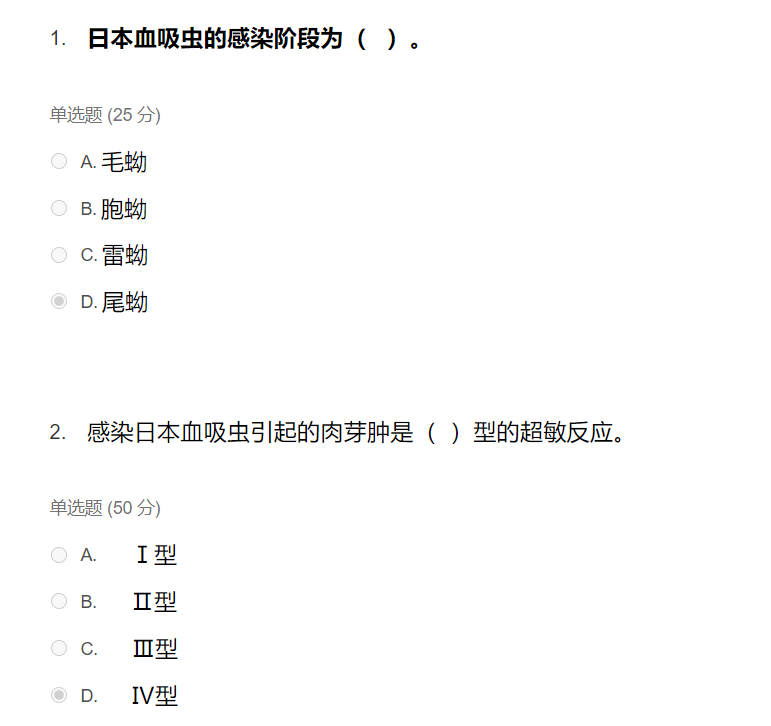 1. 日本血吸虫的感染阶段为（ ）。
单选题 (25 分)
A. 毛蚴
B. 胞蚴
C. 雷蚴
D. 尾蚴
2. 感染日本血吸虫引起的肉芽肿是（ ）型的超敏反应。
单选题 (50 分)
A. Ⅰ型
B. Ⅱ型
C. Ⅲ型
D. Ⅳ型